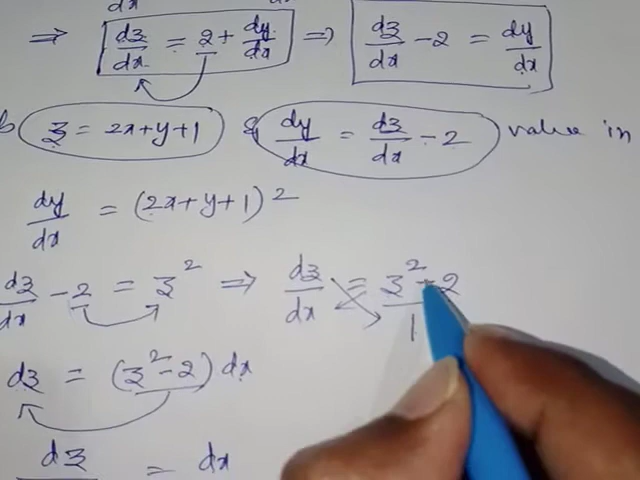 dx dx
⇒ dz/dx = 2 + dy/dx ⇒ dz/dx - 2 = dy/dx
b z = 2x+y+1 & dy/dx = dz/dx - 2 value in
dy/dx = (2x+y+1)²
dz/dx - 2 = z² ⇒ dz/dx = z² - 2 / 1
dz = (z² - 2) dx
dz = dx